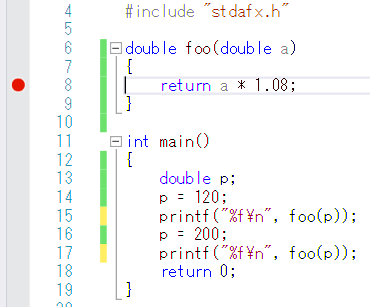 4 #include "stdafx.h"
5
6 double foo(double a)
7 {
8 return a * 1.08;
9 }
10
11 int main()
12 {
13 double p;
14 p = 120;
15 printf("%f¥n", foo(p));
16 p = 200;
17 printf("%f¥n", foo(p));
18 return 0;
19 }